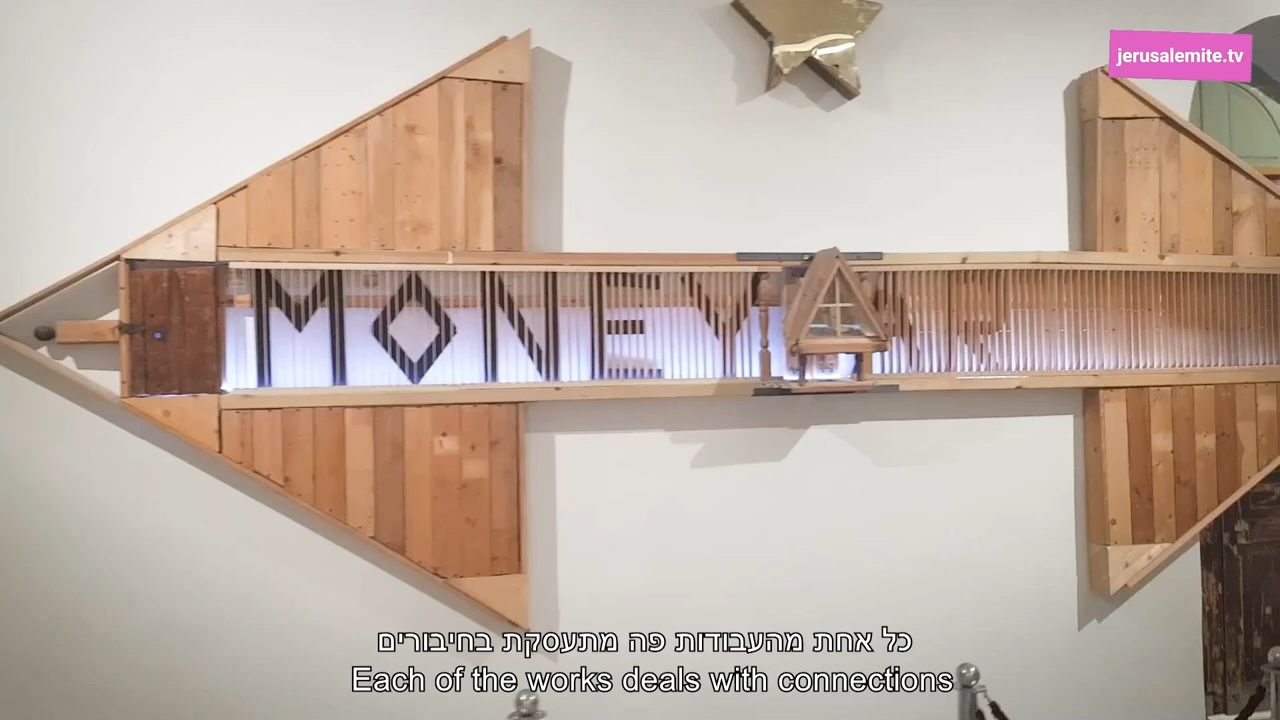 jerusalemite.tv
MONEY
כל אחת מהעבודות פה מתעסקת בחיבורים
Each of the works deals with connections